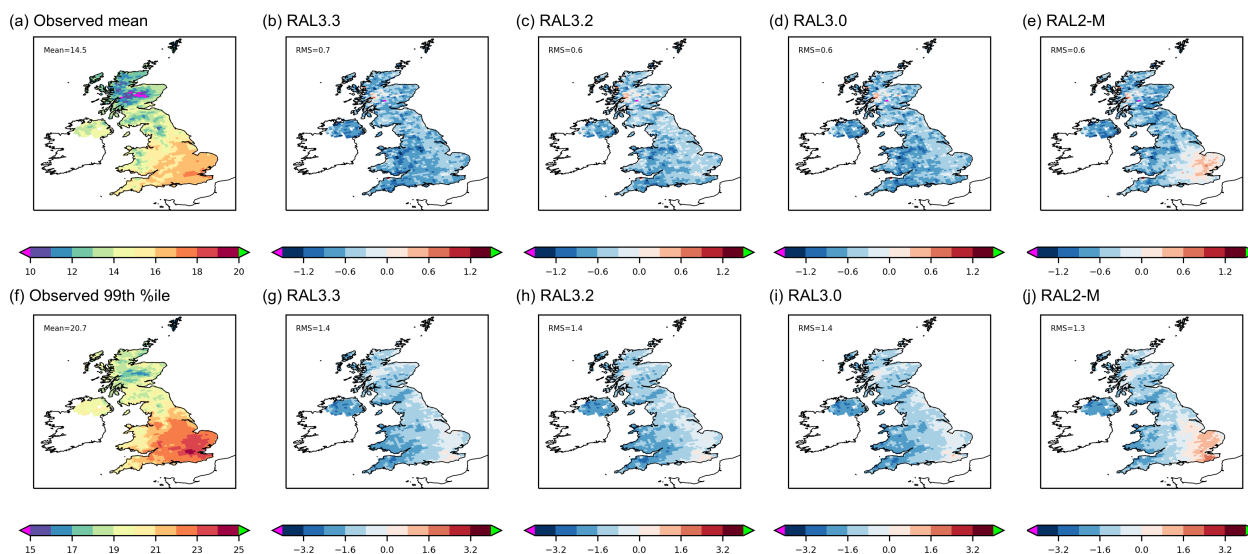 (a) Observed mean
(b) RAL3.3
(c) RAL3.2
(d) RAL3.0
(e) RAL2-M
Mean=14.5
RMS=0.7
RMS=0.6
RMS=0.6
RMS=0.6
10 12 14 16 18 20
−1.2 −0.6 0.0 0.6 1.2
−1.2 −0.6 0.0 0.6 1.2
−1.2 −0.6 0.0 0.6 1.2
−1.2 −0.6 0.0 0.6 1.2
(f) Observed 99th %ile
(g) RAL3.3
(h) RAL3.2
(i) RAL3.0
(j) RAL2-M
Mean=20.7
RMS=1.4
RMS=1.4
RMS=1.4
RMS=1.3
15 17 19 21 23 25
−3.2 −1.6 0.0 1.6 3.2
−3.2 −1.6 0.0 1.6 3.2
−3.2 −1.6 0.0 1.6 3.2
−3.2 −1.6 0.0 1.6 3.2